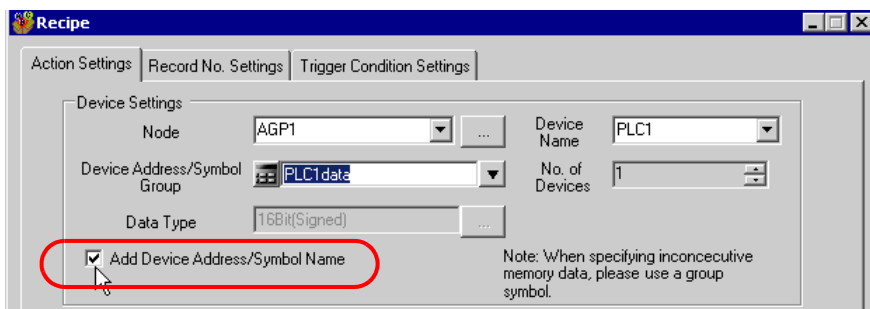 Recipe
Action Settings Record No. Settings Trigger Condition Settings
Device Settings
Node AGP1 ... Device Name PLC1
Device Address/Symbol Group PLC1data No. of Devices 1
Data Type 16Bit(Signed) ...
Add Device Address/Symbol Name
Note: When specifying inconcecutive
memory data, please use a group
symbol.